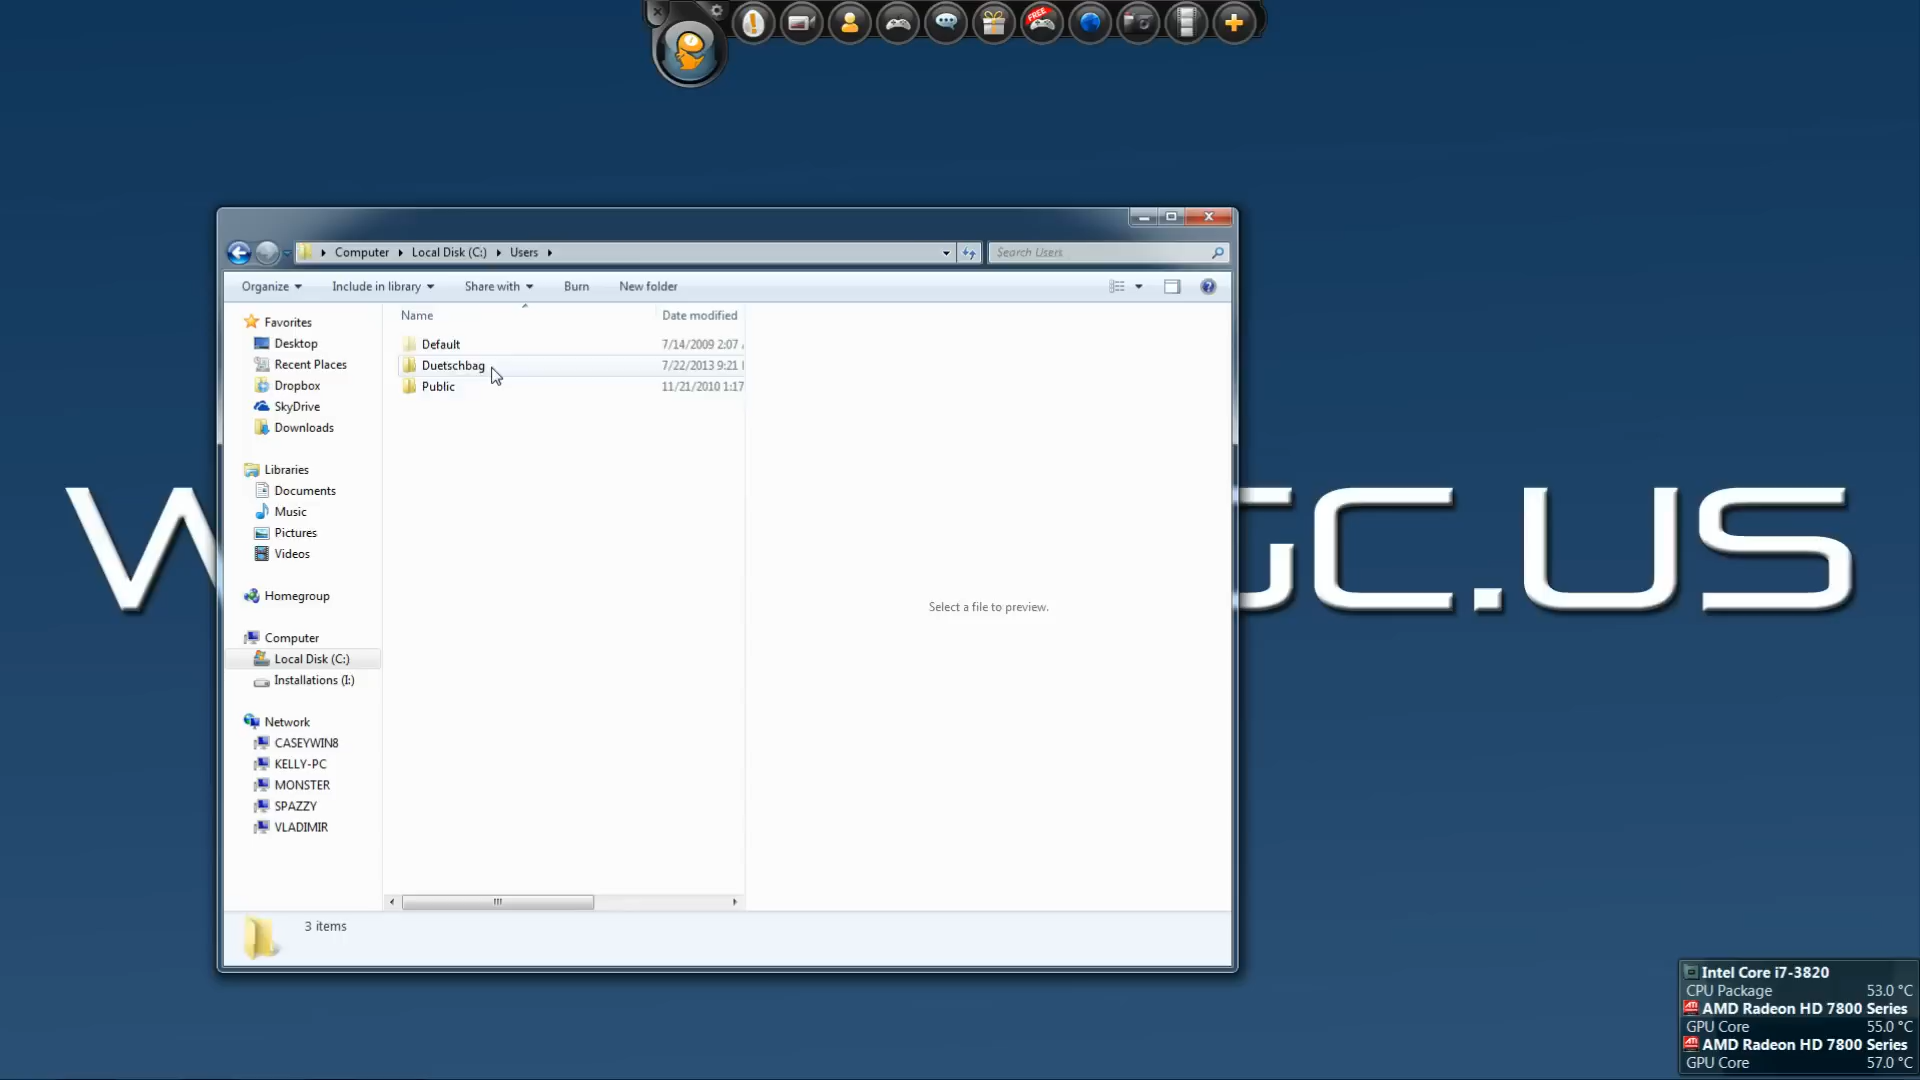 FREE
Computer Local Disk (C:) Users
Search Users
Organize Include in library Share with Burn New folder
Name Date modified
Favorites
Desktop
Recent Places
Dropbox
SkyDrive
Downloads
Libraries
Documents
Music
Pictures
Videos
Homegroup
Computer
Local Disk (C:)
Installations (I:)
Network
CASEYWIN8
KELLY-PC
MONSTER
SPAZZY
VLADIMIR
Default 7/14/2009 2:07
Duetschbag 7/22/2013 9:21
Public 11/21/2010 1:17
Select a file to preview.
3 items
GC.US
Intel Core i7-3820
CPU Package 53.0 °C
AMD Radeon HD 7800 Series
GPU Core 55.0 °C
AMD Radeon HD 7800 Series
GPU Core 57.0 °C